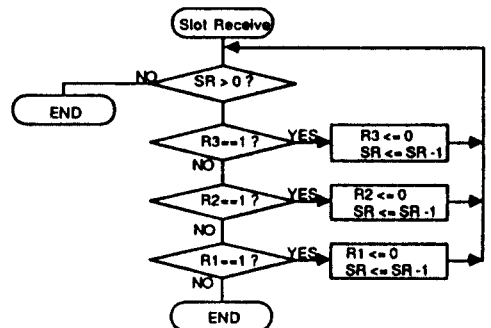 Slot Receive
NO
SR > 0 ?
END
R3==1 ?
YES
R3 <= 0
SR <= SR -1
NO
R2==1 ?
YES
R2 <= 0
SR <= SR -1
NO
R1==1 ?
YES
R1 <= 0
SR <= SR -1
NO
END